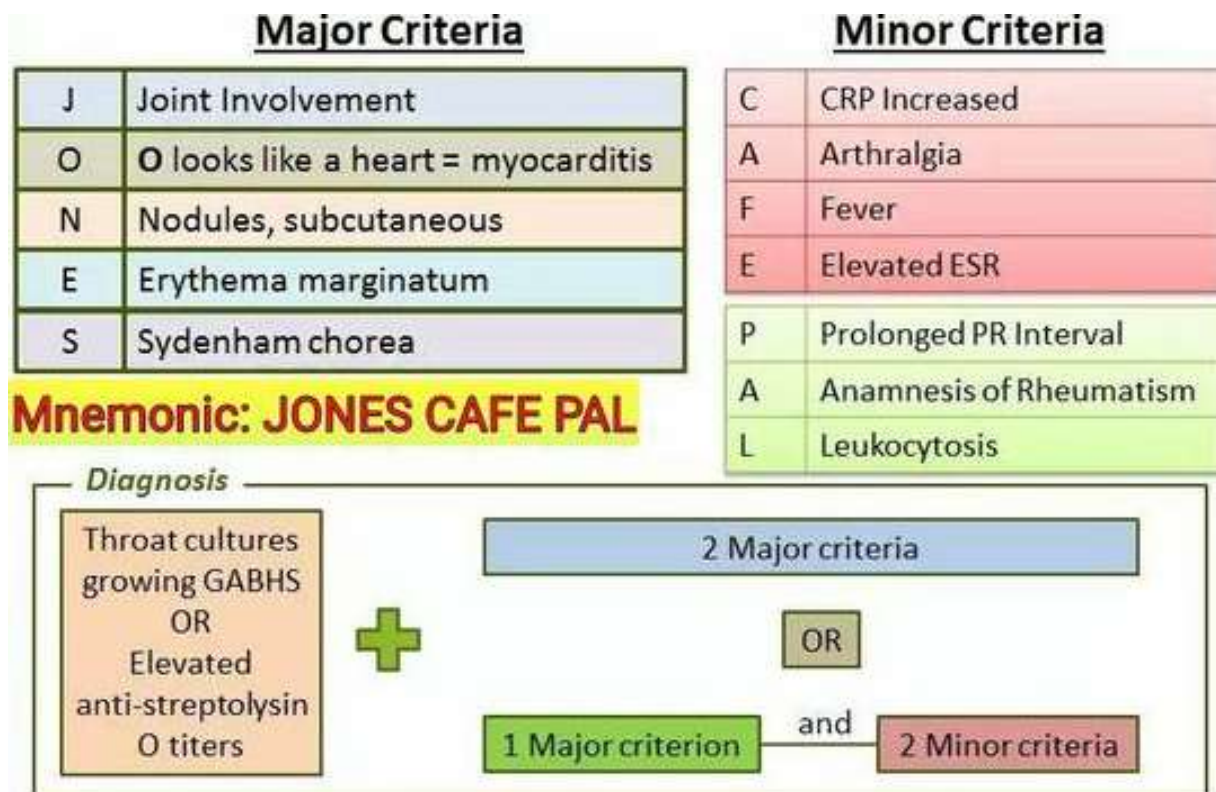 Major Criteria
J Joint Involvement
O O looks like a heart = myocarditis
N Nodules, subcutaneous
E Erythema marginatum
S Sydenham chorea
Mnemonic: JONES CAFE PAL
Minor Criteria
C CRP Increased
A Arthralgia
F Fever
E Elevated ESR
P Prolonged PR Interval
A Anamnesis of Rheumatism
L Leukocytosis
Diagnosis
Throat cultures
growing GABHS
OR
Elevated
anti-streptolysin
O titers
2 Major criteria
OR
1 Major criterion and 2 Minor criteria